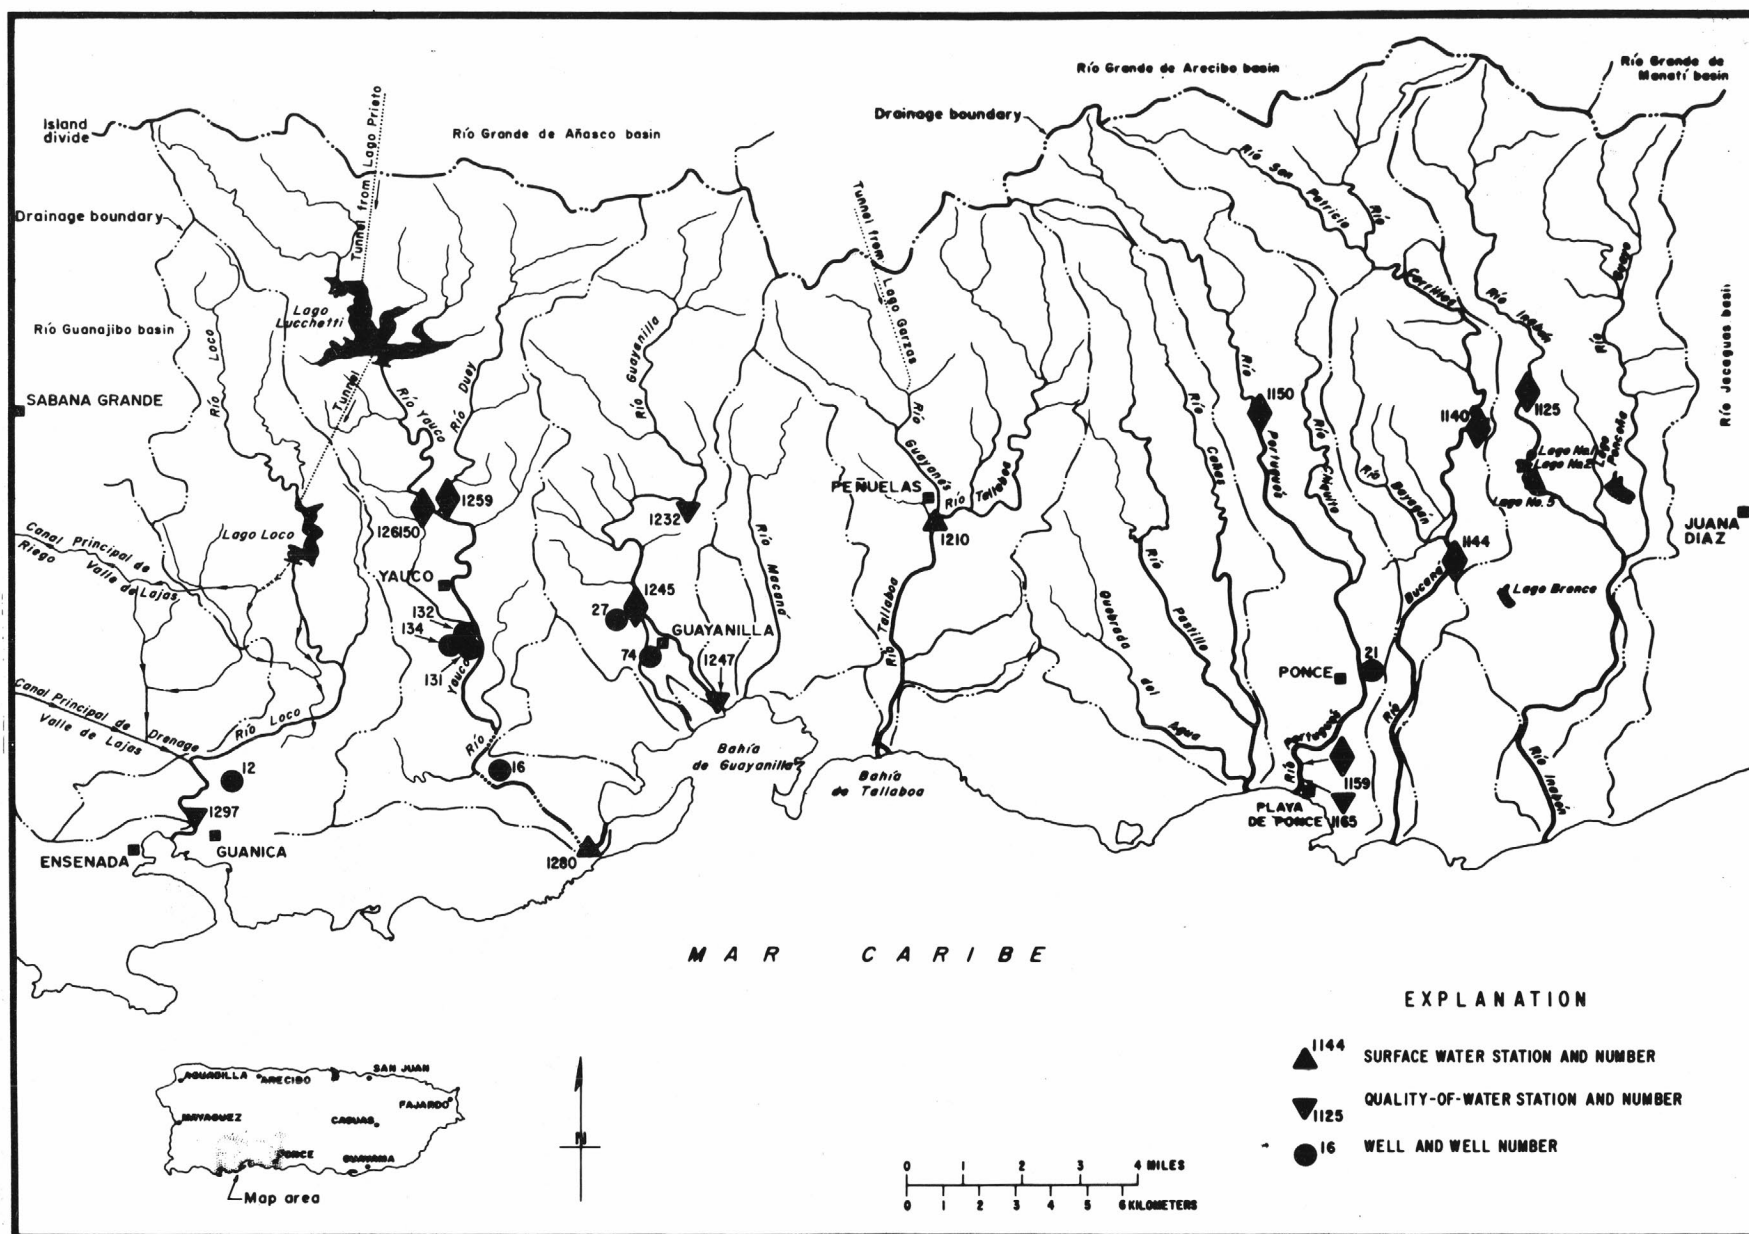 Río Grande de Arecibo basin
Río Grande de
Manatí basin
Island
divide
Río Grande de Añasco basin
Drainage boundary
Tunnel from Lago Prieto
Drainage boundary
Tunnel from Lago Garzas
Río San Patricio
Río
Cerrillos
Río Inabón
Río
Guayo
Río Jacaguas basin
Río Guanajibo basin
Río Loco
Lago
Lucchetti
Tunnel
Río Yauco
Río Duey
Río Guayanilla
Río
Guayanés
Río Tallaboa
Río Cañas
Río
Portugués
Río
Chiquito
Río Bayagán
SABANA GRANDE
1150
1140
1125
Lago No.1
Lago No.2
Lago No. 5
Lago Ponceña
PEÑUELAS
1210
1259
126150
1232
Río Macaná
JUANA
DIAZ
Canal Principal de
Riego
Valle de Lajas
Lago Loco
YAUCO
132
134
131
Yauco
Río
1245
27
GUAYANILLA
74
1247
Río Tallaboa
Río
Pastillo
Quebrada
del
Agua
1144
Bucaná
Río
Lago Bronce
21
PONCE
Canal Principal de Drenage
Valle de Lajas
Río Loco
12
1297
GUANICA
ENSENADA
16
1280
Bahía
de Guayanilla
Bahía
de Tallaboa
Portugués
Río
1159
PLAYA
DE PONCE
1165
Río Inabón
MAR CARIBE
EXPLANATION
1144 SURFACE WATER STATION AND NUMBER
1125 QUALITY-OF-WATER STATION AND NUMBER
16 WELL AND WELL NUMBER
AGUADILLA
ARECIBO
SAN JUAN
FAJARDO
MAYAGUEZ
CAGUAS
PONCE
GUAYAMA
Map area
N
0 1 2 3 4 MILES
0 1 2 3 4 5 6 KILOMETERS